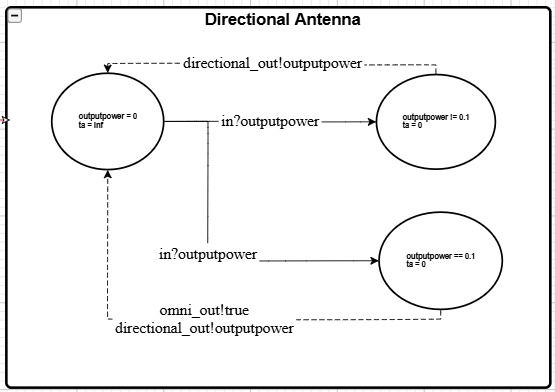 Directional Antenna
directional_out!outputpower
outputpower = 0
ta = inf
in?outputpower
outputpower != 0.1
ta = 0
in?outputpower
outputpower == 0.1
ta = 0
omni_out!true
directional_out!outputpower